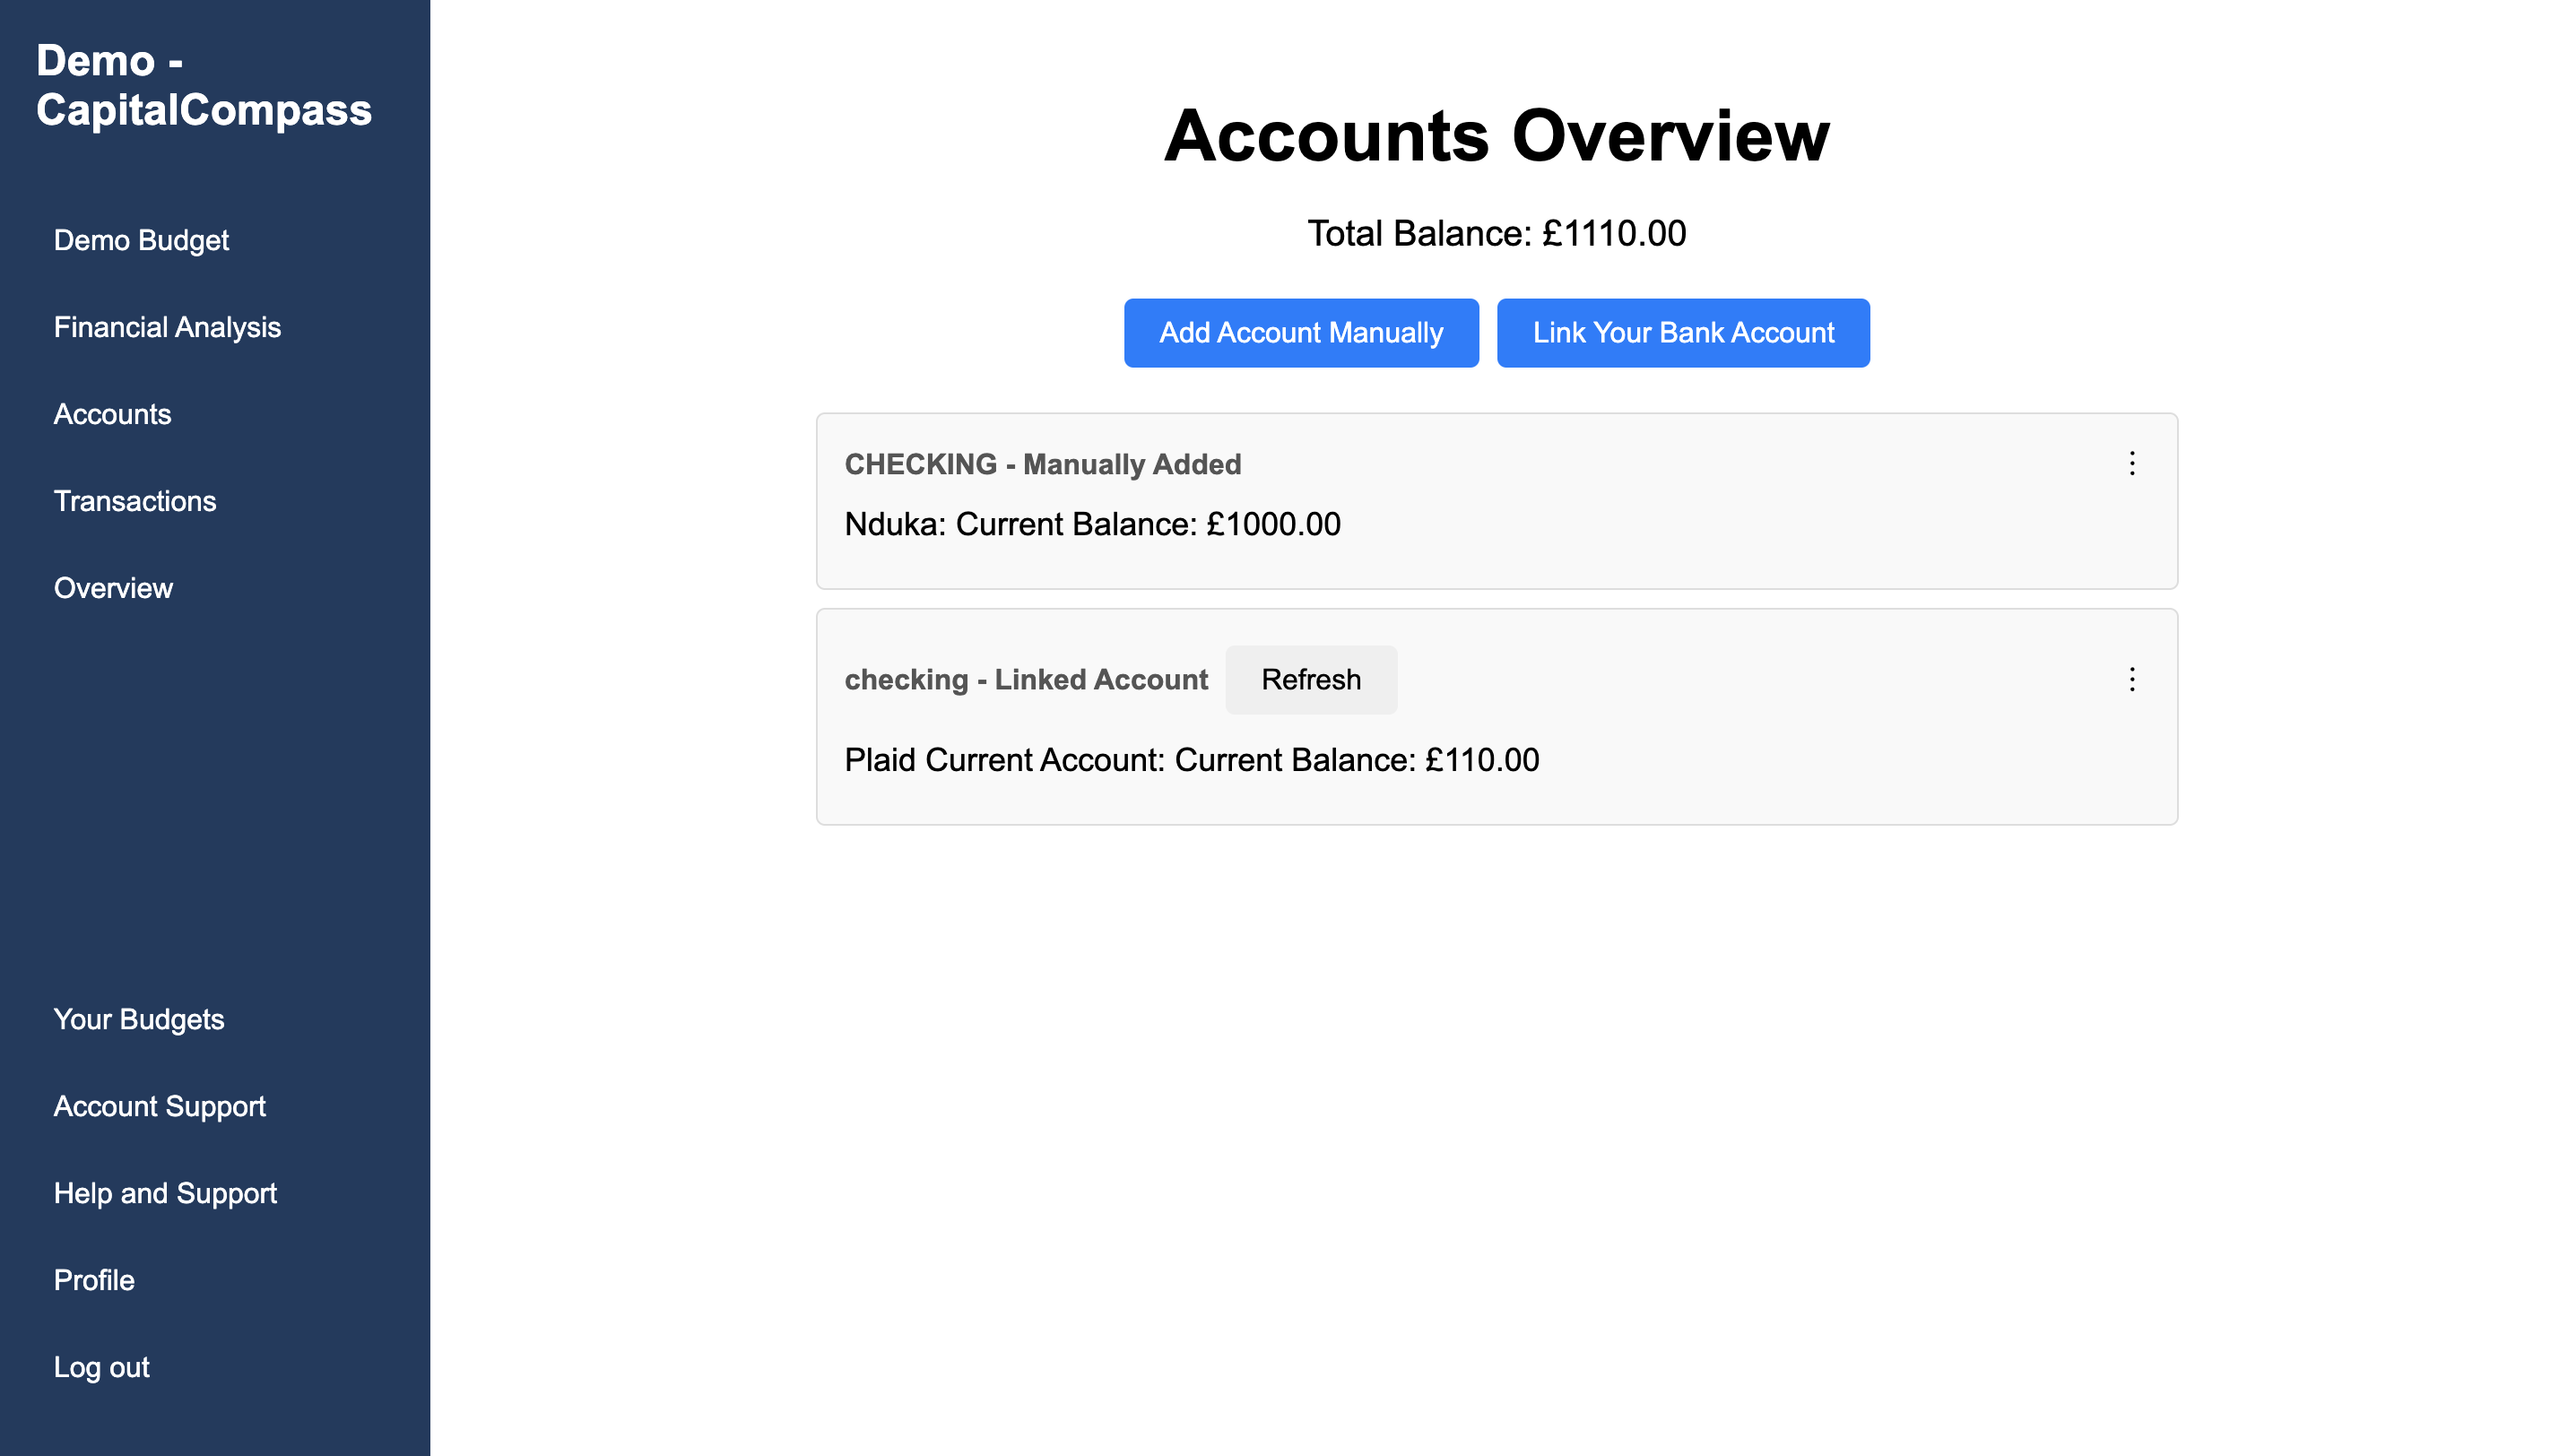 Demo -
CapitalCompass
Demo Budget
Financial Analysis
Accounts
Transactions
Overview
Your Budgets
Account Support
Help and Support
Profile
Log out
Accounts Overview
Total Balance: £1110.00
Add Account Manually
Link Your Bank Account
CHECKING - Manually Added
Nduka: Current Balance: £1000.00
checking - Linked Account
Refresh
Plaid Current Account: Current Balance: £110.00